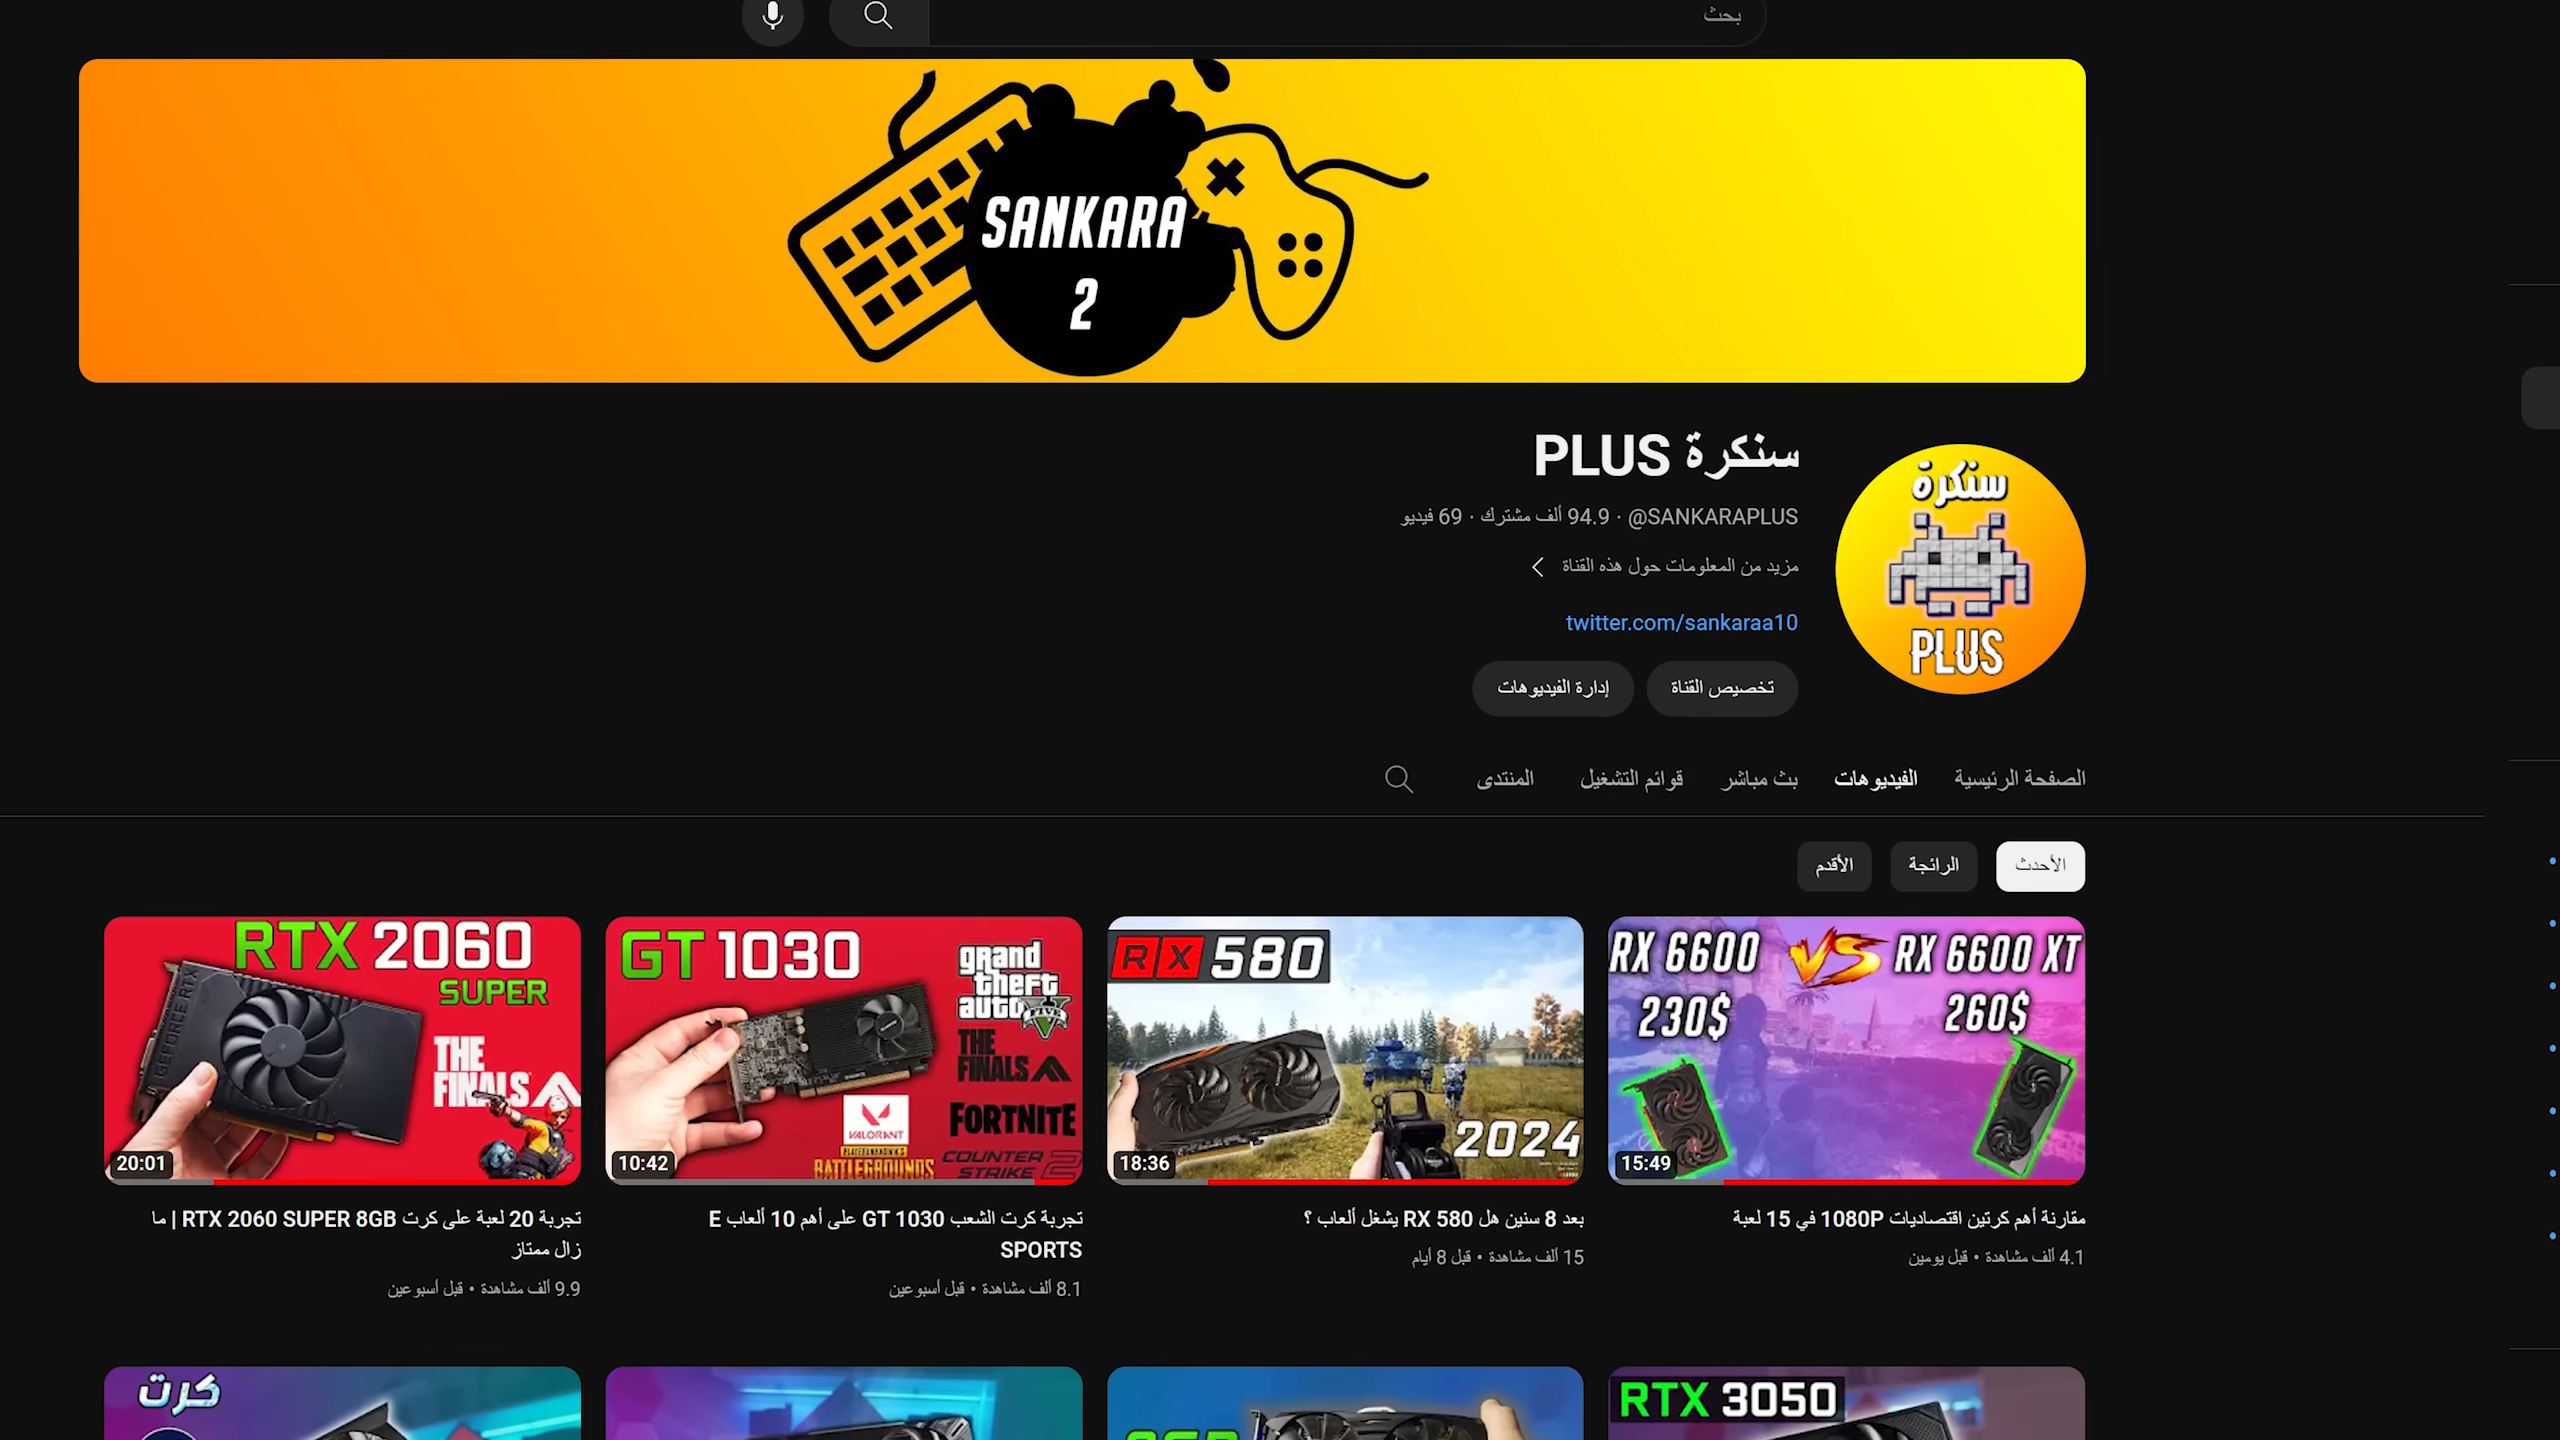 بحث
SANKARA
2
سنكرة PLUS
@SANKARAPLUS · 94.9 ألف مشترك · 69 فيديو
مزيد من المعلومات حول هذه القناة
twitter.com/sankaraa10
تخصيص القناة
إدارة الفيديوهات
سنكرة
PLUS
الصفحة الرئيسية
الفيديوهات
بث مباشر
قوائم التشغيل
المنتدى
الأحدث
الرائجة
الأقدم
RX 6600 VS RX 6600 XT
230$ 260$
15:49
مقارنة أهم كرتين اقتصاديات 1080P في 15 لعبة
4.1 ألف مشاهدة • قبل يومين
RX 580
2024
18:36
بعد 8 سنين هل RX 580 يشغل ألعاب ؟
15 ألف مشاهدة • قبل 8 أيام
GT 1030
grand
theft
auto
FIVE
THE
FINALS
FORTNITE
VALORANT
BATTLEGROUNDS
COUNTER
STRIKE 2
10:42
تجربة كرت الشعب GT 1030 على أهم 10 ألعاب E
SPORTS
8.1 ألف مشاهدة • قبل أسبوعين
RTX 2060
SUPER
GEFORCE RTX
THE
FINALS
20:01
تجربة 20 لعبة على كرت RTX 2060 SUPER 8GB | ما
زال ممتاز
9.9 ألف مشاهدة • قبل أسبوعين
RTX 3050
كرت